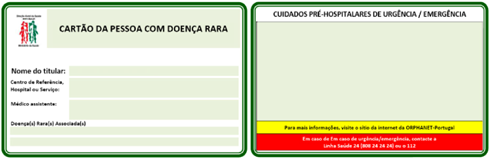 CARTÃO DA PESSOA COM DOENÇA RARA
Nome do titular:
Centro de Referência,
Hospital ou Serviço:
Médico assistente:
Doença(s) Rara(s) Associada(s)
CUIDADOS PRÉ-HOSPITALARES DE URGÊNCIA / EMERGÊNCIA
Para mais informações, visite o sítio da internet da ORPHANET-Portugal
Em caso de Em caso de urgência/emergência, contacte a
Linha Saúde 24 (808 24 24 24) ou o 112